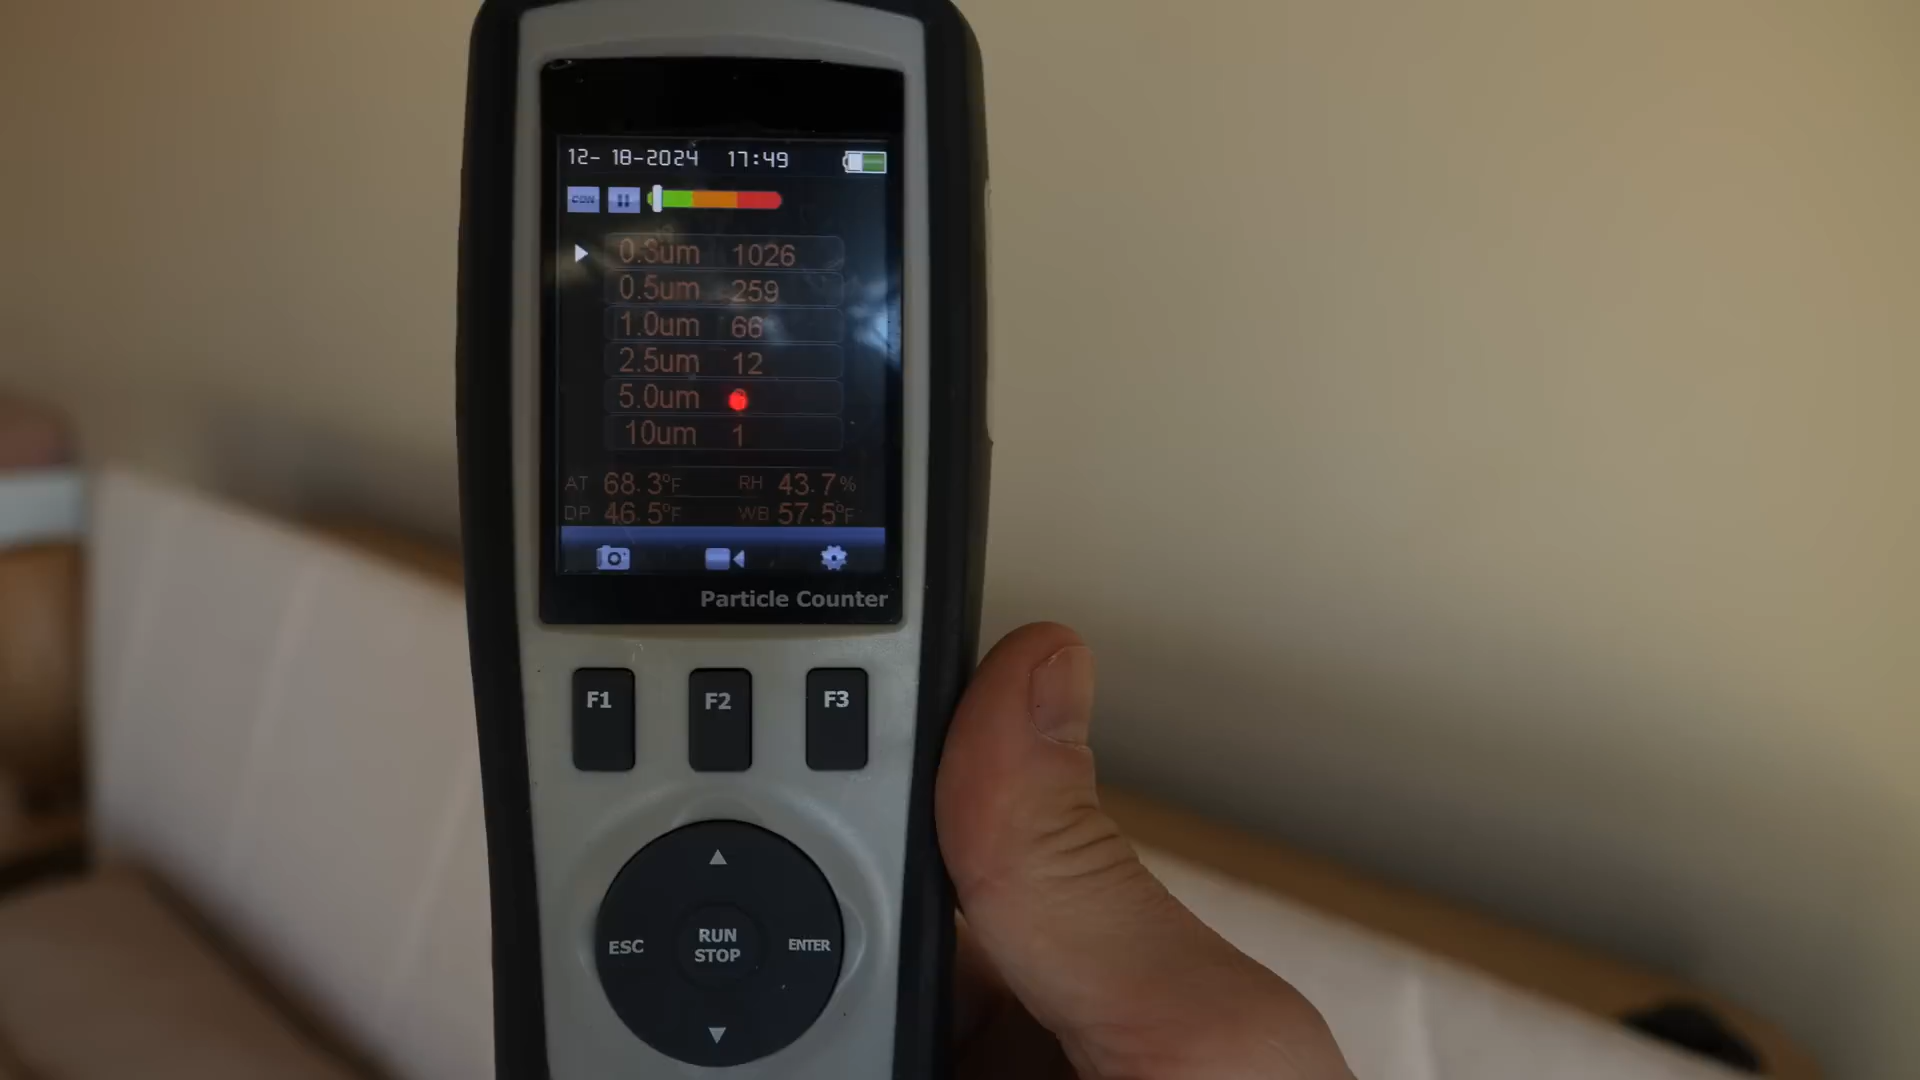 12- 18-2024 17:49
CON
0.3um 1026
0.5um 259
1.0um 66
2.5um 12
5.0um
10um 1
AT 68.3°F RH 43.7%
DP 46.5°F WB 57.5°F
Particle Counter
F1 F2 F3
ESC RUN STOP ENTER